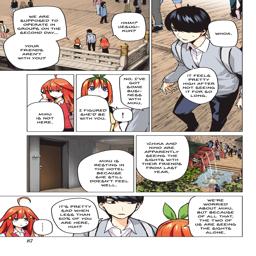 WE ARE
SUPPOSED TO
OPERATE IN
GROUPS ON THE
SECOND DAY...
YOUR
FRIENDS
AREN'T
WITH YOU?
WHOA.
IT FEELS
PRETTY
HIGH AFTER
NOT SEEING
IT FOR SO
LONG.
MIKU
IS NOT
HERE.
I FIGURED
SHE'D BE
WITH YOU.
NO, I'VE
GOT
SOME
BUSI-
NESS
WITH
MIKU.
!
MIKU IS
RESTING IN
THE HOTEL
BECAUSE
SHE STILL
DOESN'T FEEL
WELL.
ICHIKA AND
NINO ARE
APPARENTLY
SEEING THE
SIGHTS WITH
THEIR FRIENDS
FROM LAST
YEAR.
IT'S PRETTY
SAD WHEN
LESS THAN
60% OF YOU
ARE HERE,
HUH?
WE'RE
WORRIED
ABOUT MIKU,
BUT BECAUSE
OF ALL THAT,
THE TWO OF US
ARE SEEING
THE SIGHTS
ALONE.